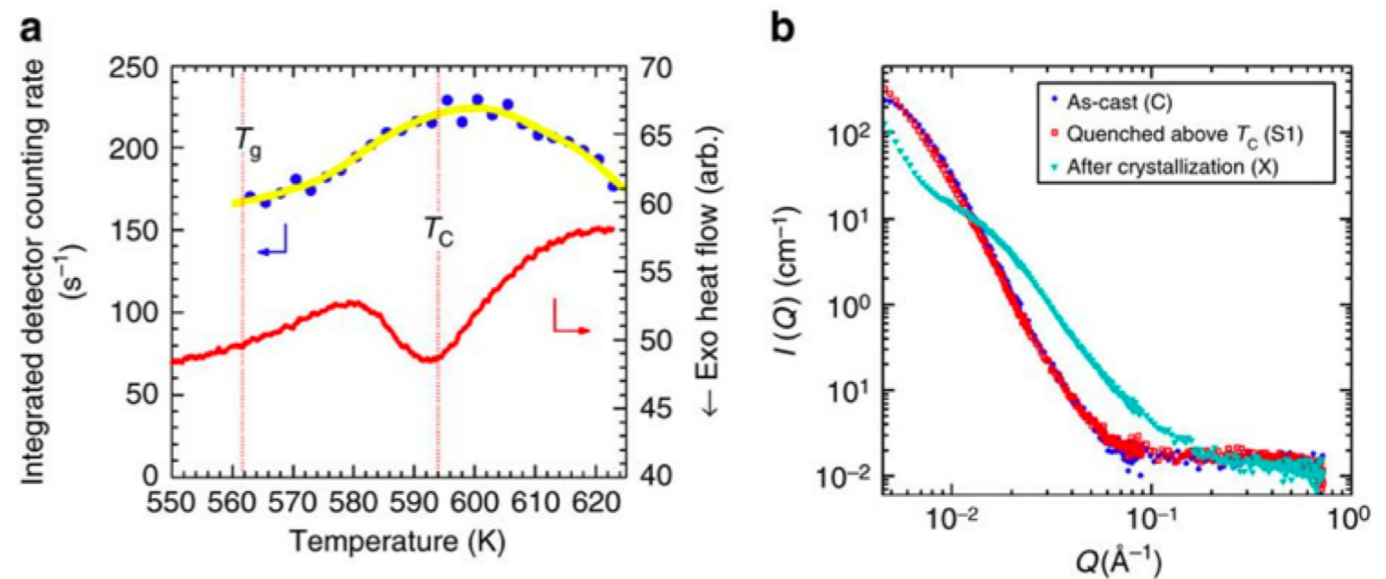 a
Integrated detector counting rate
(s⁻¹)
250
200
150
100
50
0
T_g
T_C
70
65
60
55
50
45
40
← Exo heat flow (arb.)
550 560 570 580 590 600 610 620
Temperature (K)
b
I (Q) (cm⁻¹)
10²
10¹
10⁰
10⁻¹
10⁻²
As-cast (C)
Quenched above T_C (S1)
After crystallization (X)
10⁻² 10⁻¹ 10⁰
Q(Å⁻¹)